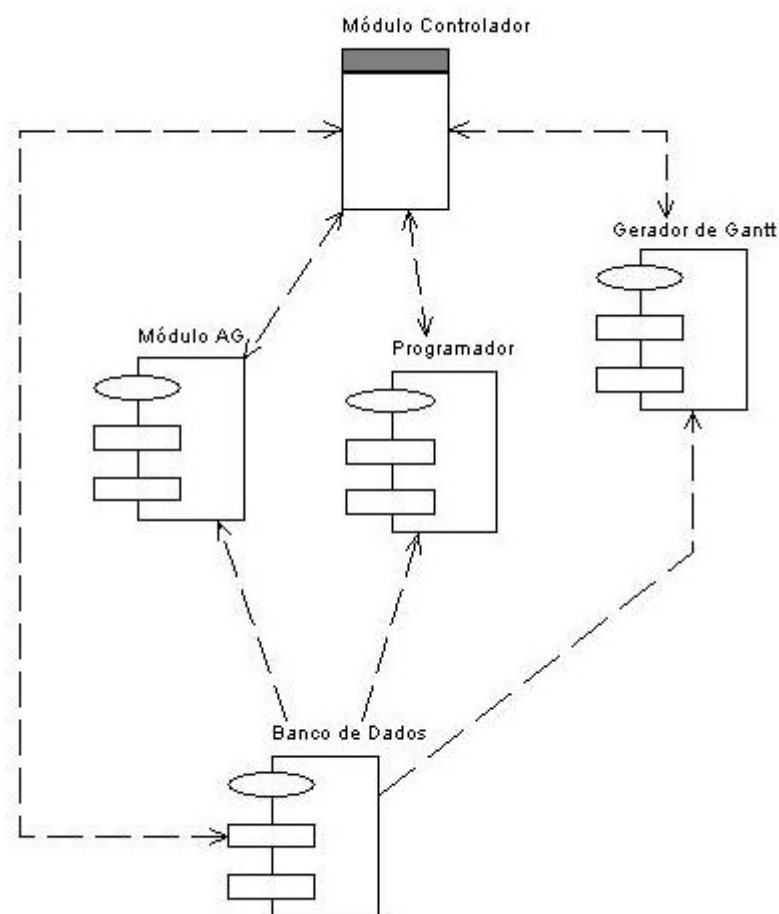 Módulo Controlador
Gerador de Gantt
Módulo AG
Programador
Banco de Dados